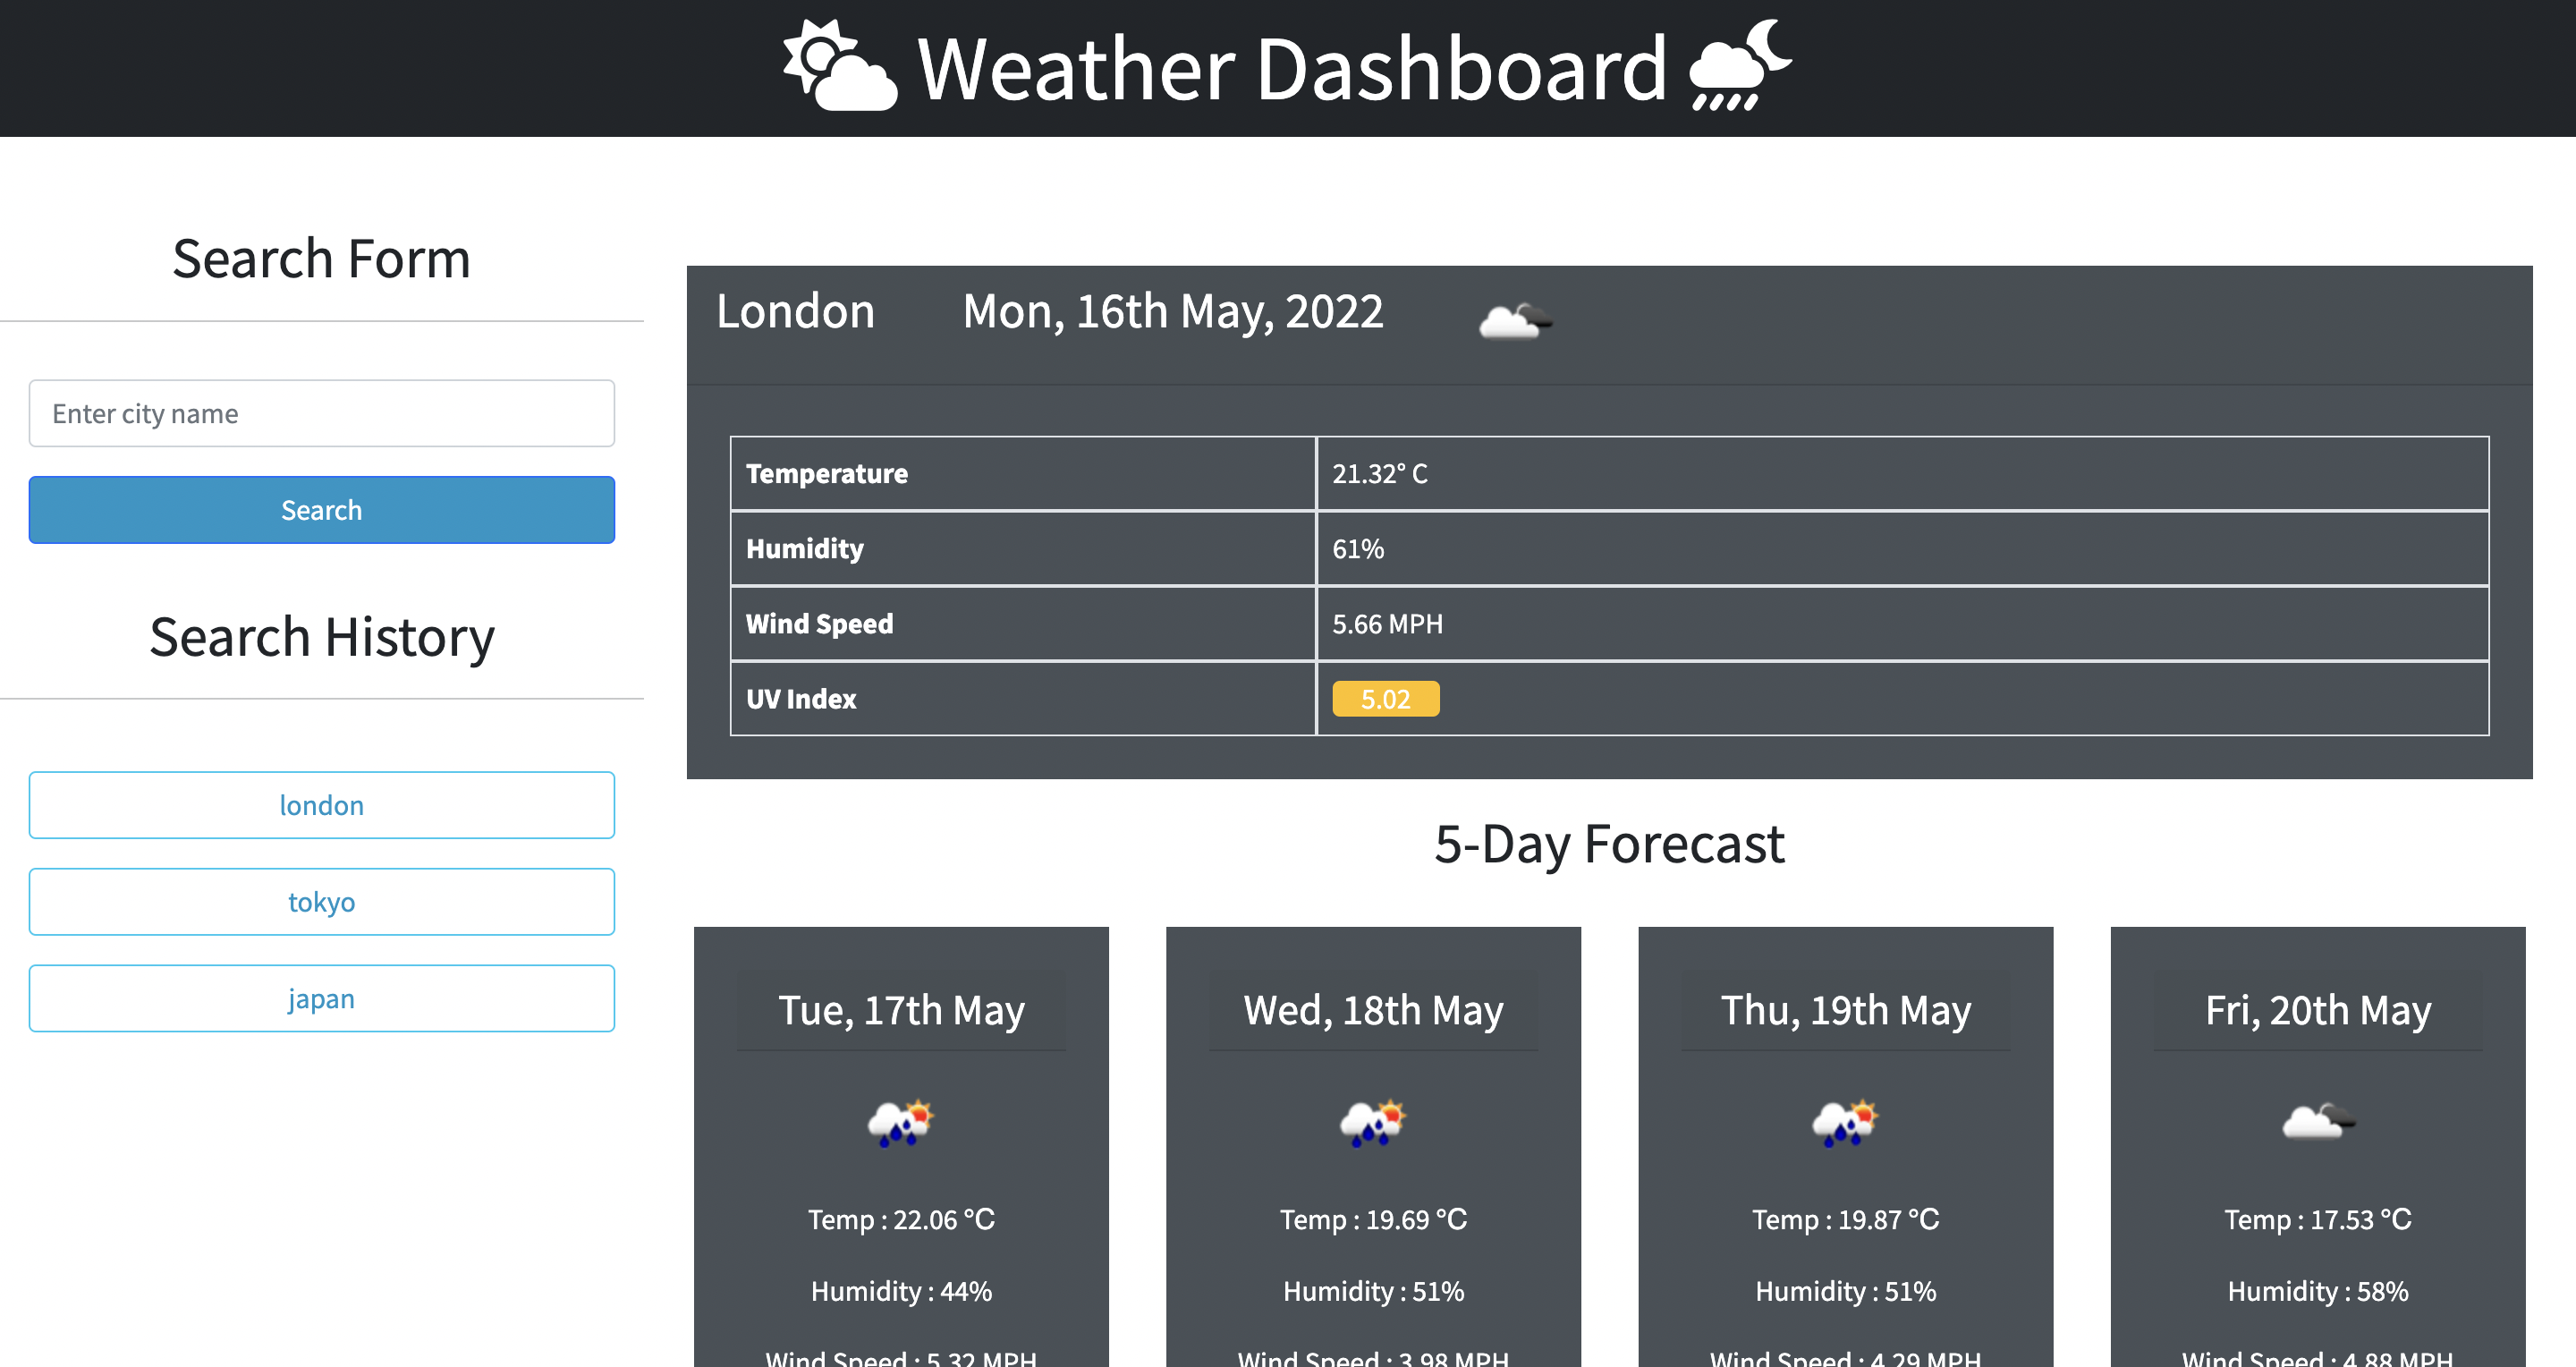 Weather Dashboard
Search Form
Enter city name
Search
Search History
london
tokyo
japan
London Mon, 16th May, 2022
Temperature 21.32° C
Humidity 61%
Wind Speed 5.66 MPH
UV Index 5.02
5-Day Forecast
Tue, 17th May
Temp : 22.06 °C
Humidity : 44%
Wind Speed : 5.32 MPH
Wed, 18th May
Temp : 19.69 °C
Humidity : 51%
Wind Speed : 3.98 MPH
Thu, 19th May
Temp : 19.87 °C
Humidity : 51%
Wind Speed : 4.29 MPH
Fri, 20th May
Temp : 17.53 °C
Humidity : 58%
Wind Speed : 4.88 MPH